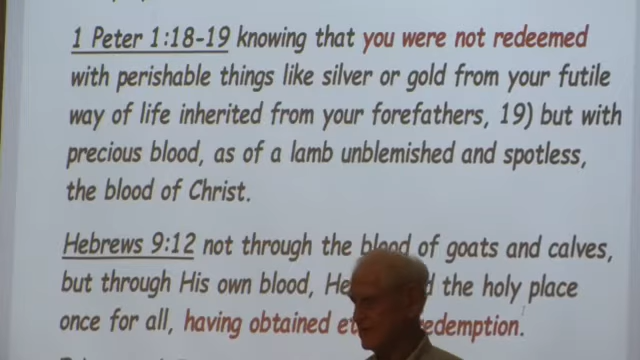 1 Peter 1:18-19 knowing that you were not redeemed
with perishable things like silver or gold from your futile
way of life inherited from your forefathers, 19) but with
precious blood, as of a lamb unblemished and spotless,
the blood of Christ.
Hebrews 9:12 not through the blood of goats and calves,
but through His own blood, He the holy place
once for all, having obtained redemption.